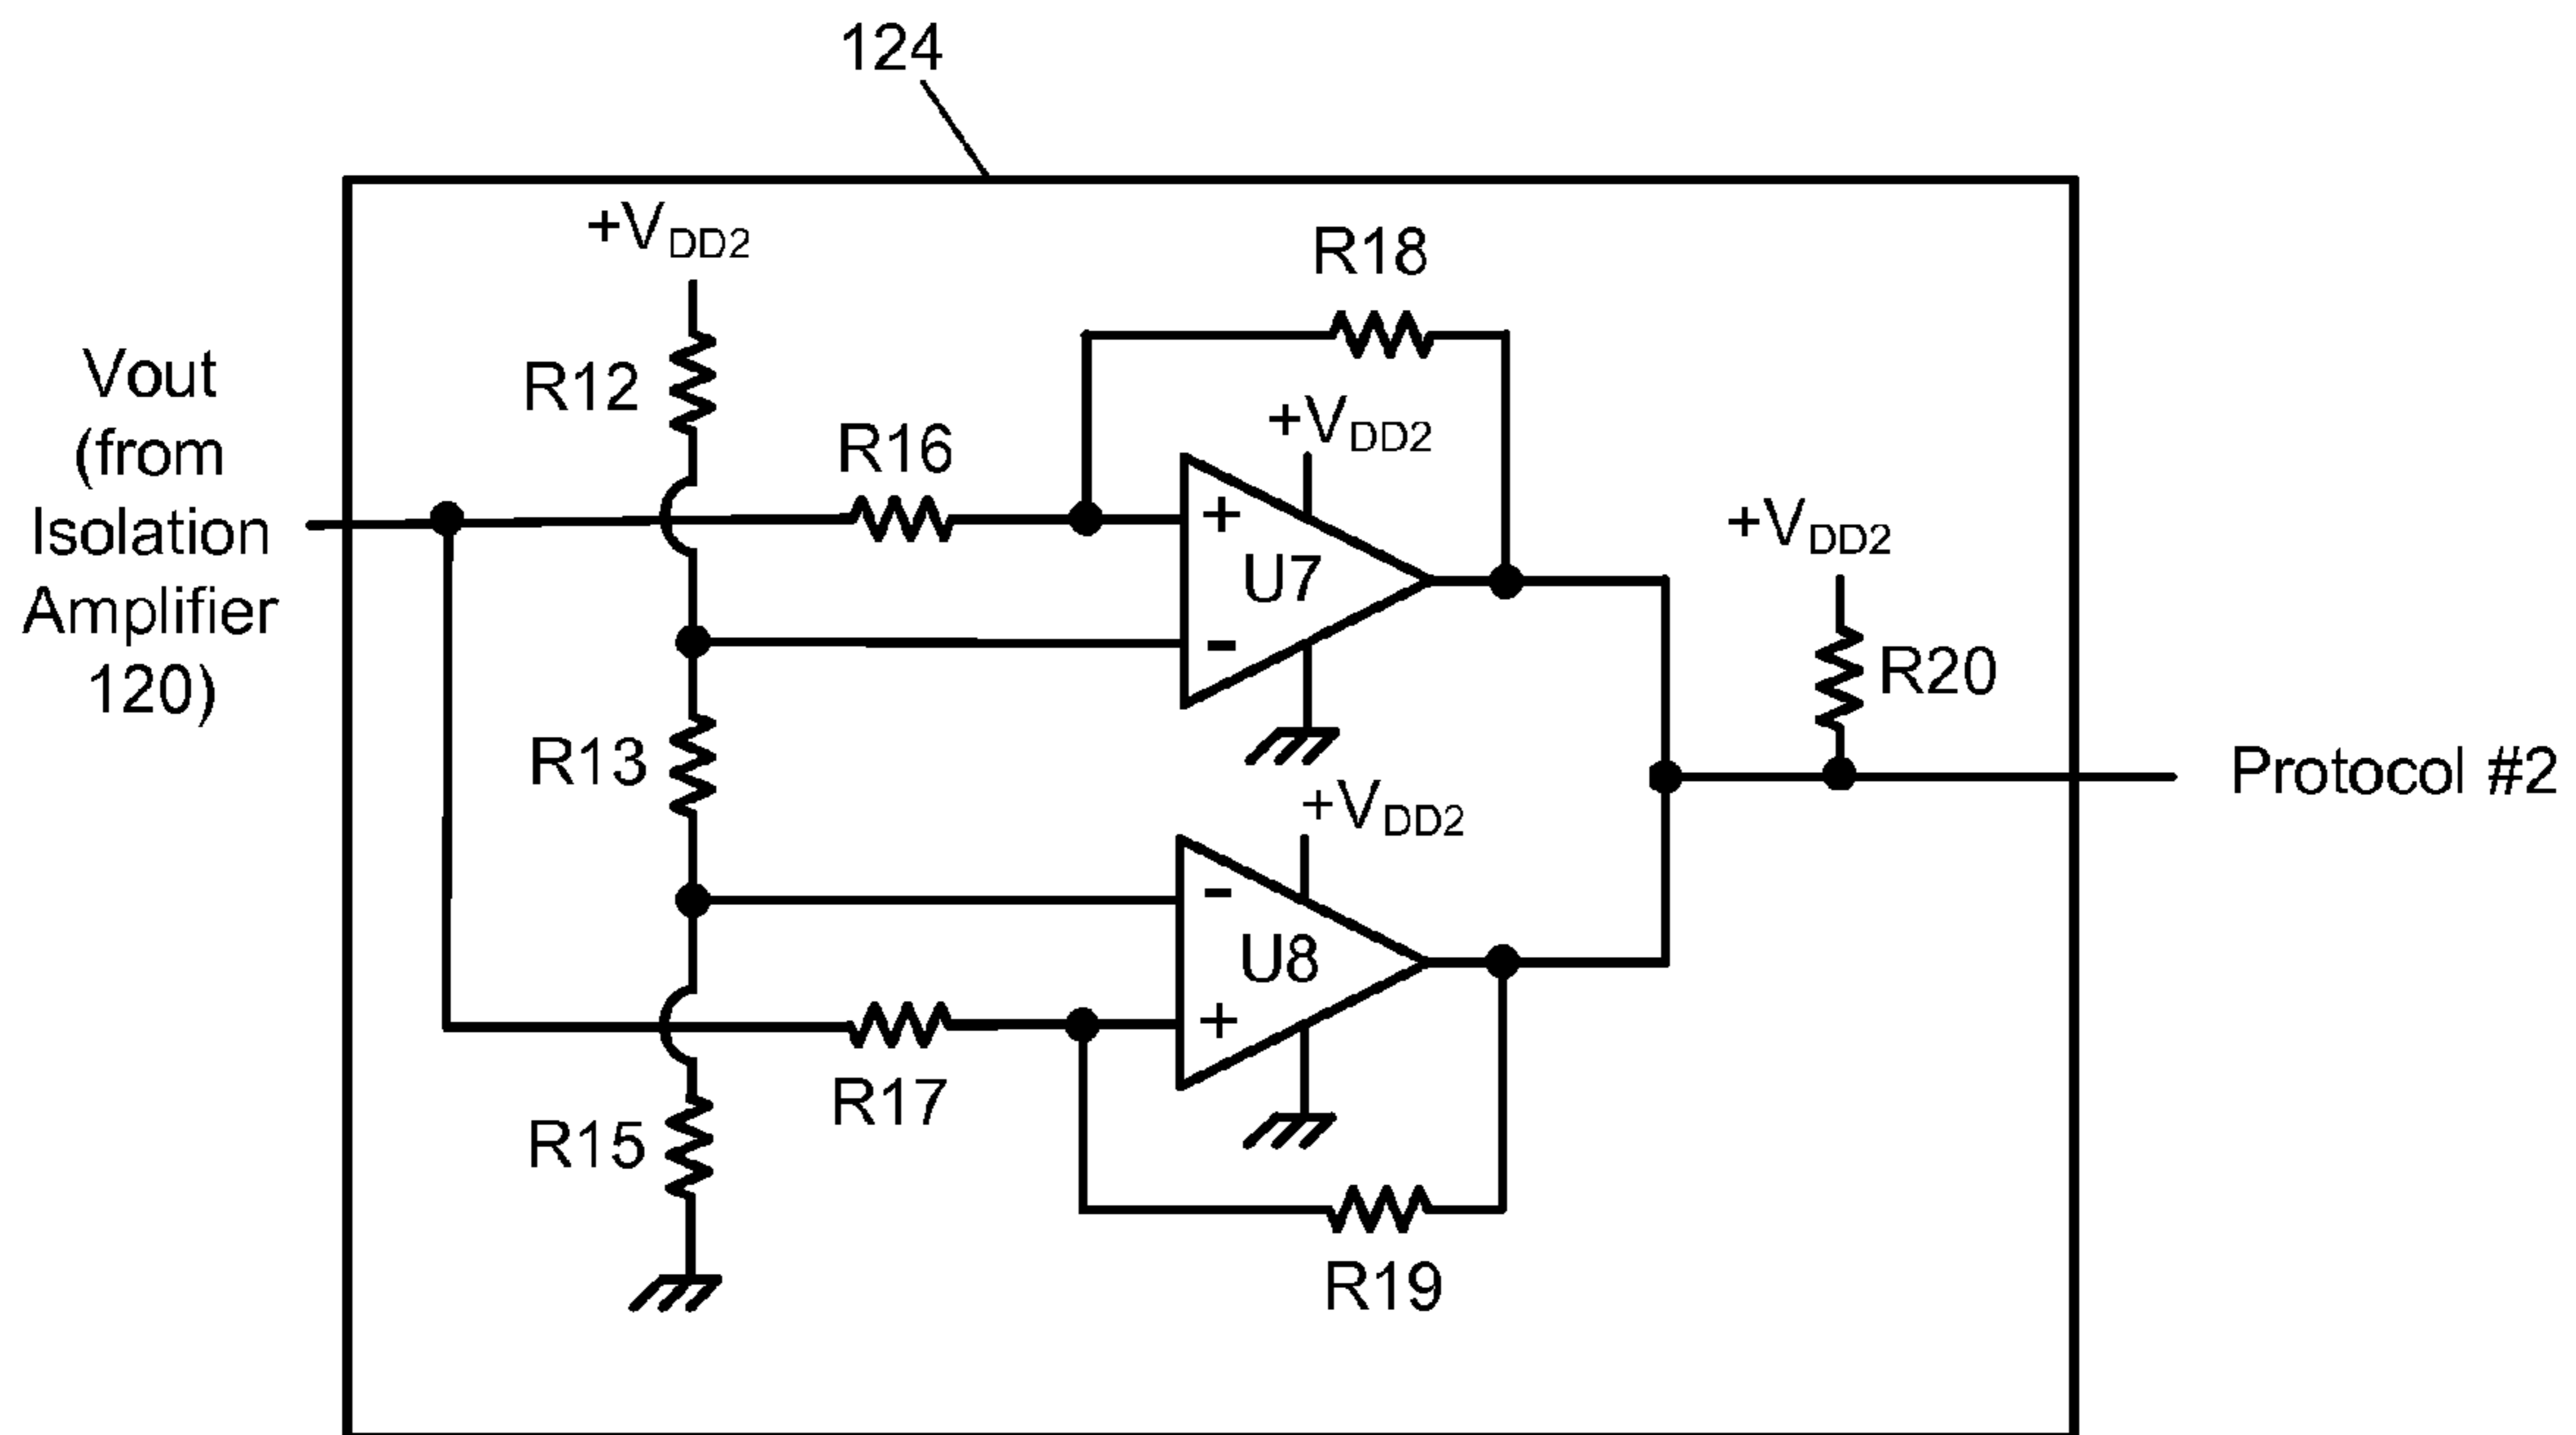 124
+VDD2
R18
Vout
(from
Isolation
Amplifier
120)
R12
R16
+VDD2
+
U7
-
+VDD2
R20
R13
+VDD2
Protocol #2
-
U8
+
R17
R15
R19